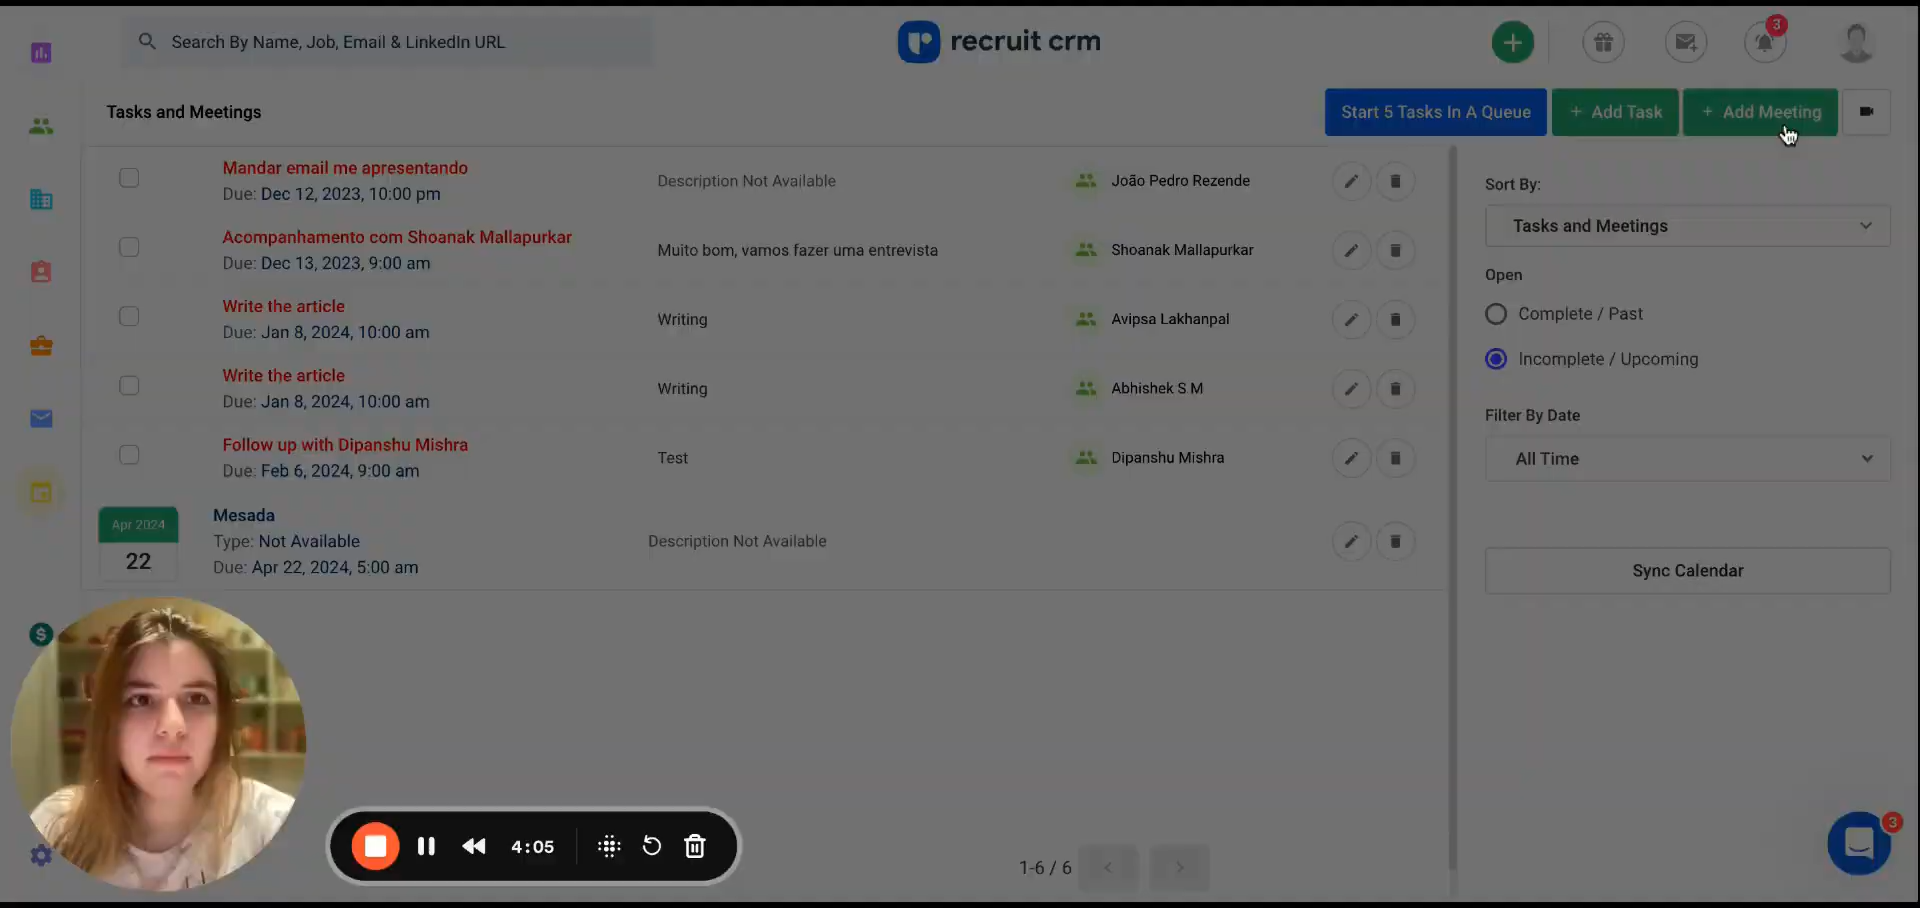 Search By Name, Job, Email & LinkedIn URL
recruit crm
3
Tasks and Meetings
Start 5 Tasks In A Queue
+ Add Task
+ Add Meeting
Mandar email me apresentando
Due: Dec 12, 2023, 10:00 pm
Description Not Available
João Pedro Rezende
Acompanhamento com Shoanak Mallapurkar
Due: Dec 13, 2023, 9:00 am
Muito bom, vamos fazer uma entrevista
Shoanak Mallapurkar
Write the article
Due: Jan 8, 2024, 10:00 am
Writing
Avipsa Lakhanpal
Write the article
Due: Jan 8, 2024, 10:00 am
Writing
Abhishek S M
Follow up with Dipanshu Mishra
Due: Feb 6, 2024, 9:00 am
Test
Dipanshu Mishra
Apr 2024
22
Mesada
Type: Not Available
Due: Apr 22, 2024, 5:00 am
Description Not Available
Sort By:
Tasks and Meetings
Open
Complete / Past
Incomplete / Upcoming
Filter By Date
All Time
Sync Calendar
4:05
1-6 / 6
3